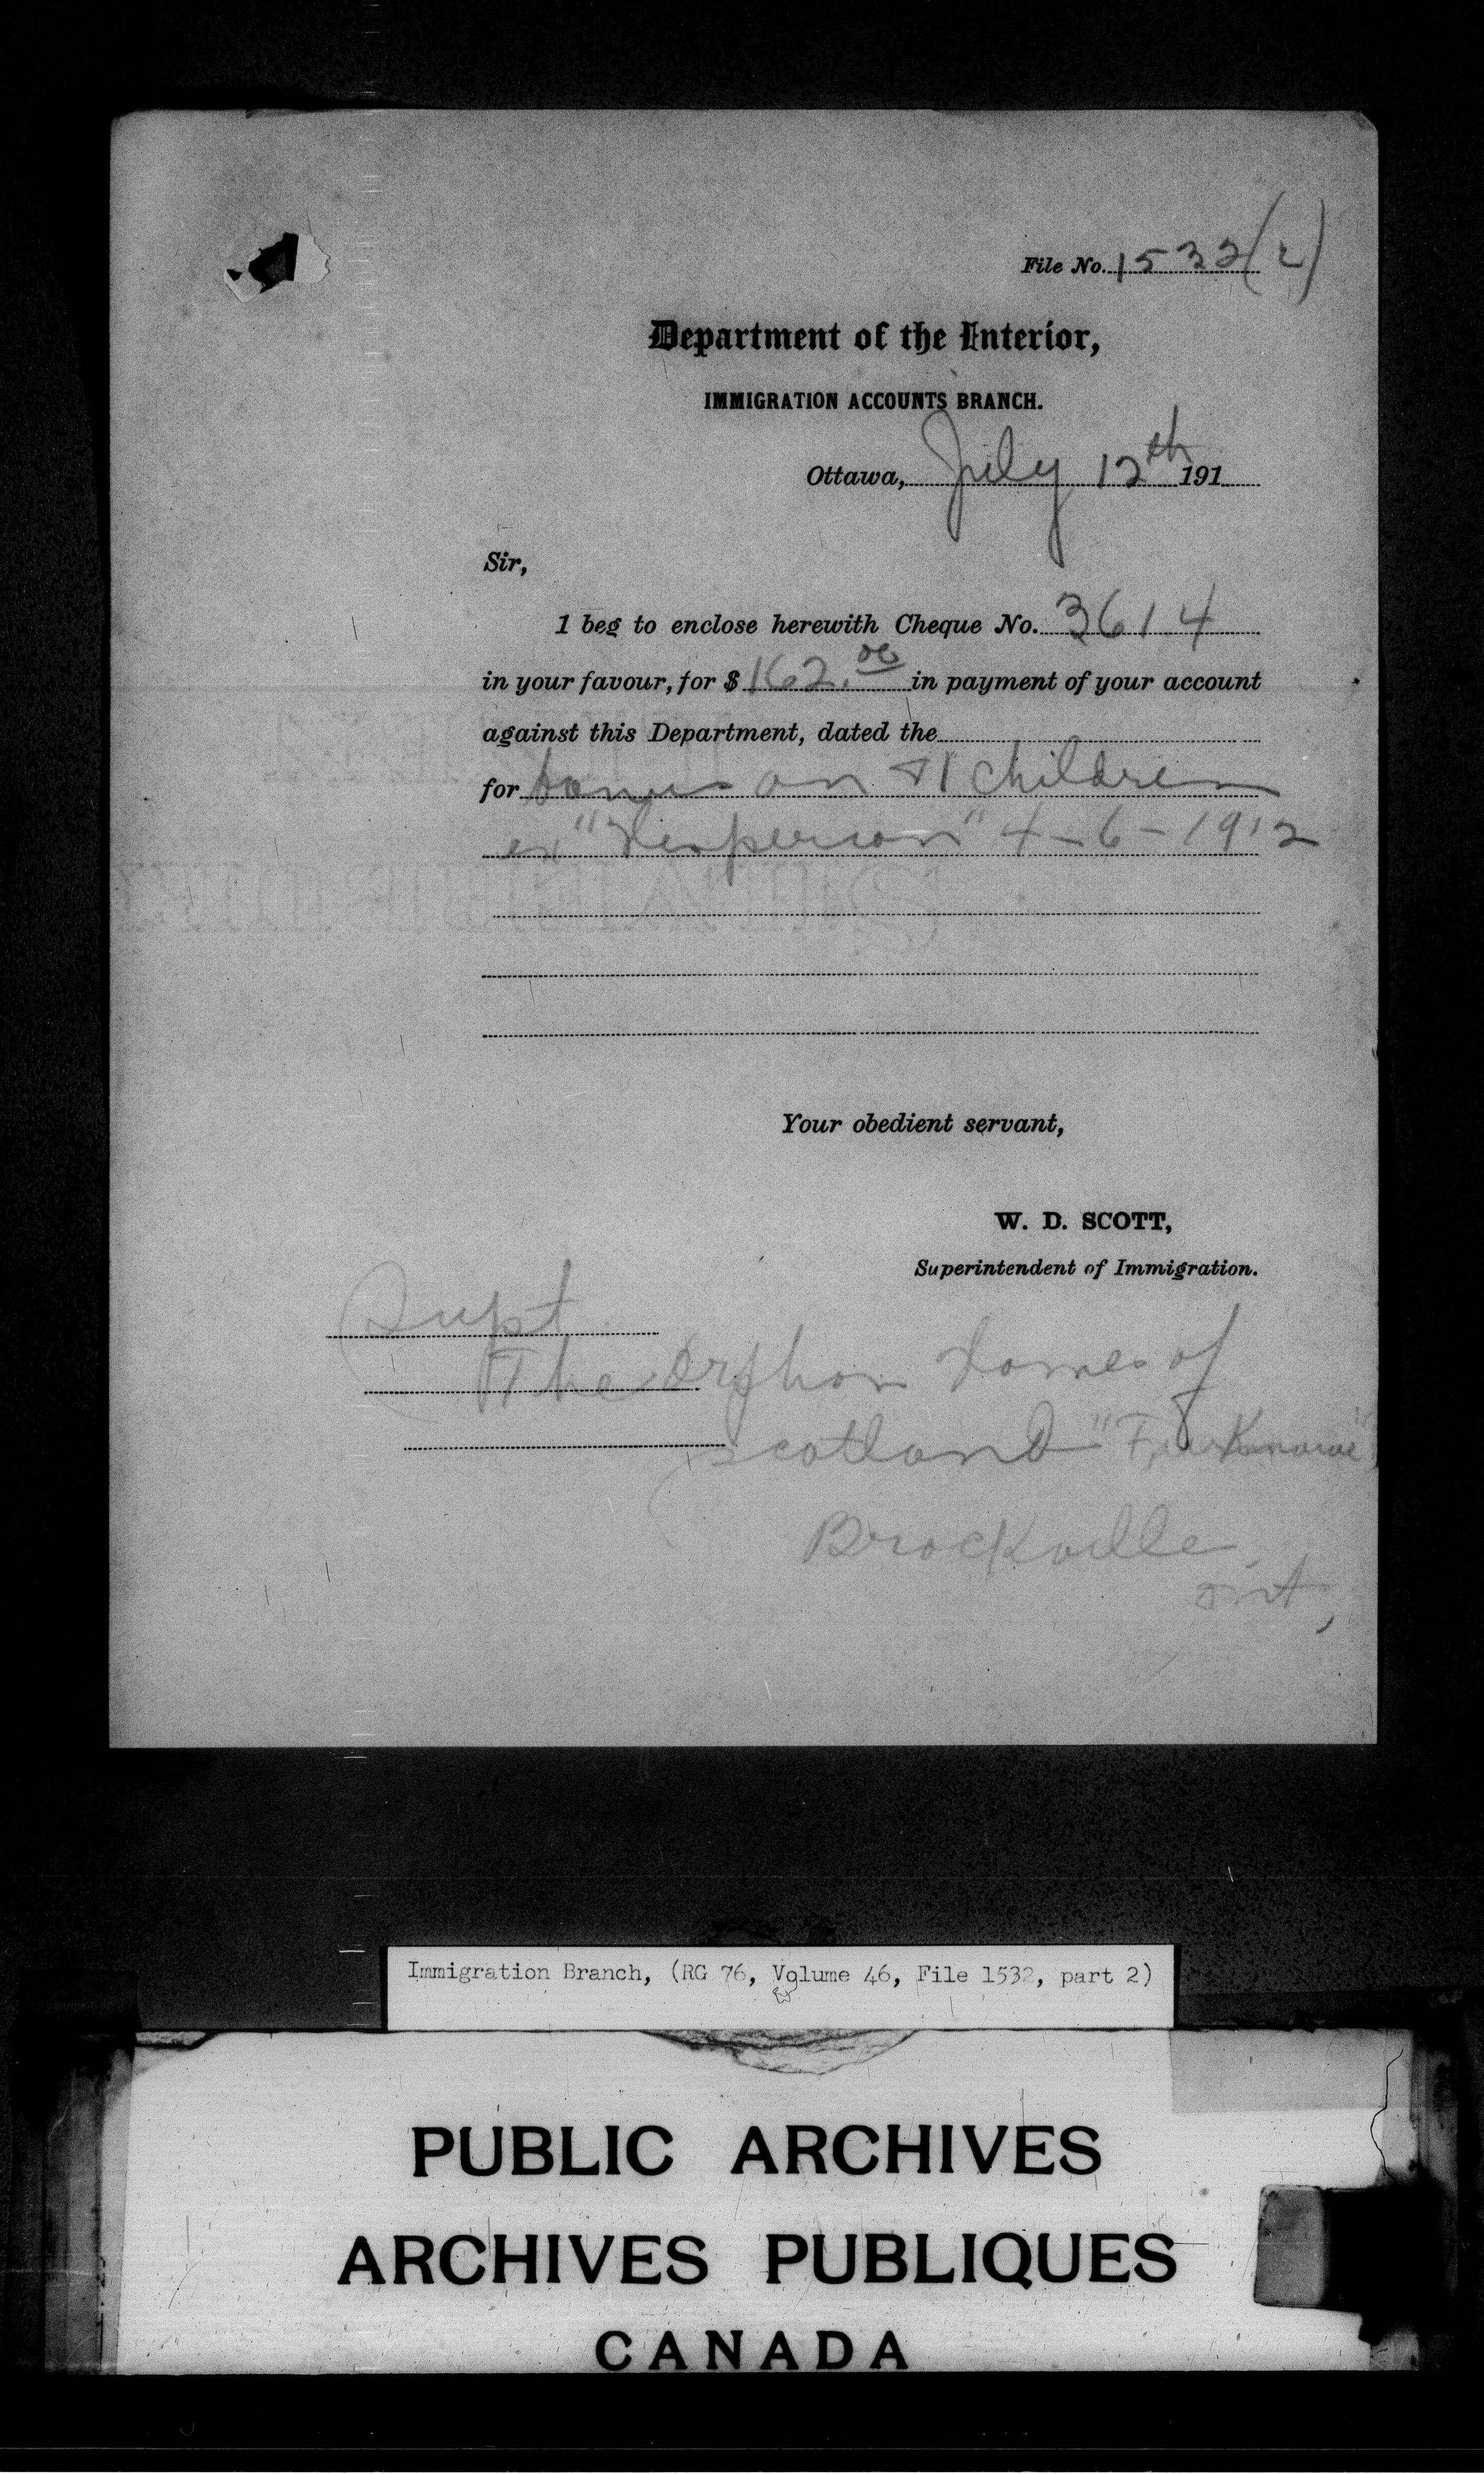 File No. 1532 (2)
Department of the Interior,
IMMIGRATION ACCOUNTS BRANCH.
Ottawa, July 12th 191
Sir,
I beg to enclose herewith Cheque No. 3614
in your favour, for $ 162.00 in payment of your account
against this Department, dated the
for bonus on children
ex "Hesperian" 4-6-1912
Your obedient servant,
W. D. SCOTT,
Superintendent of Immigration.
Supt
The Orphan Homes of
Scotland "Fairknowe",
Brockville
Ont,
Immigration Branch, (RG 76, Volume 46, File 1532, part 2)
PUBLIC ARCHIVES
ARCHIVES PUBLIQUES
CANADA